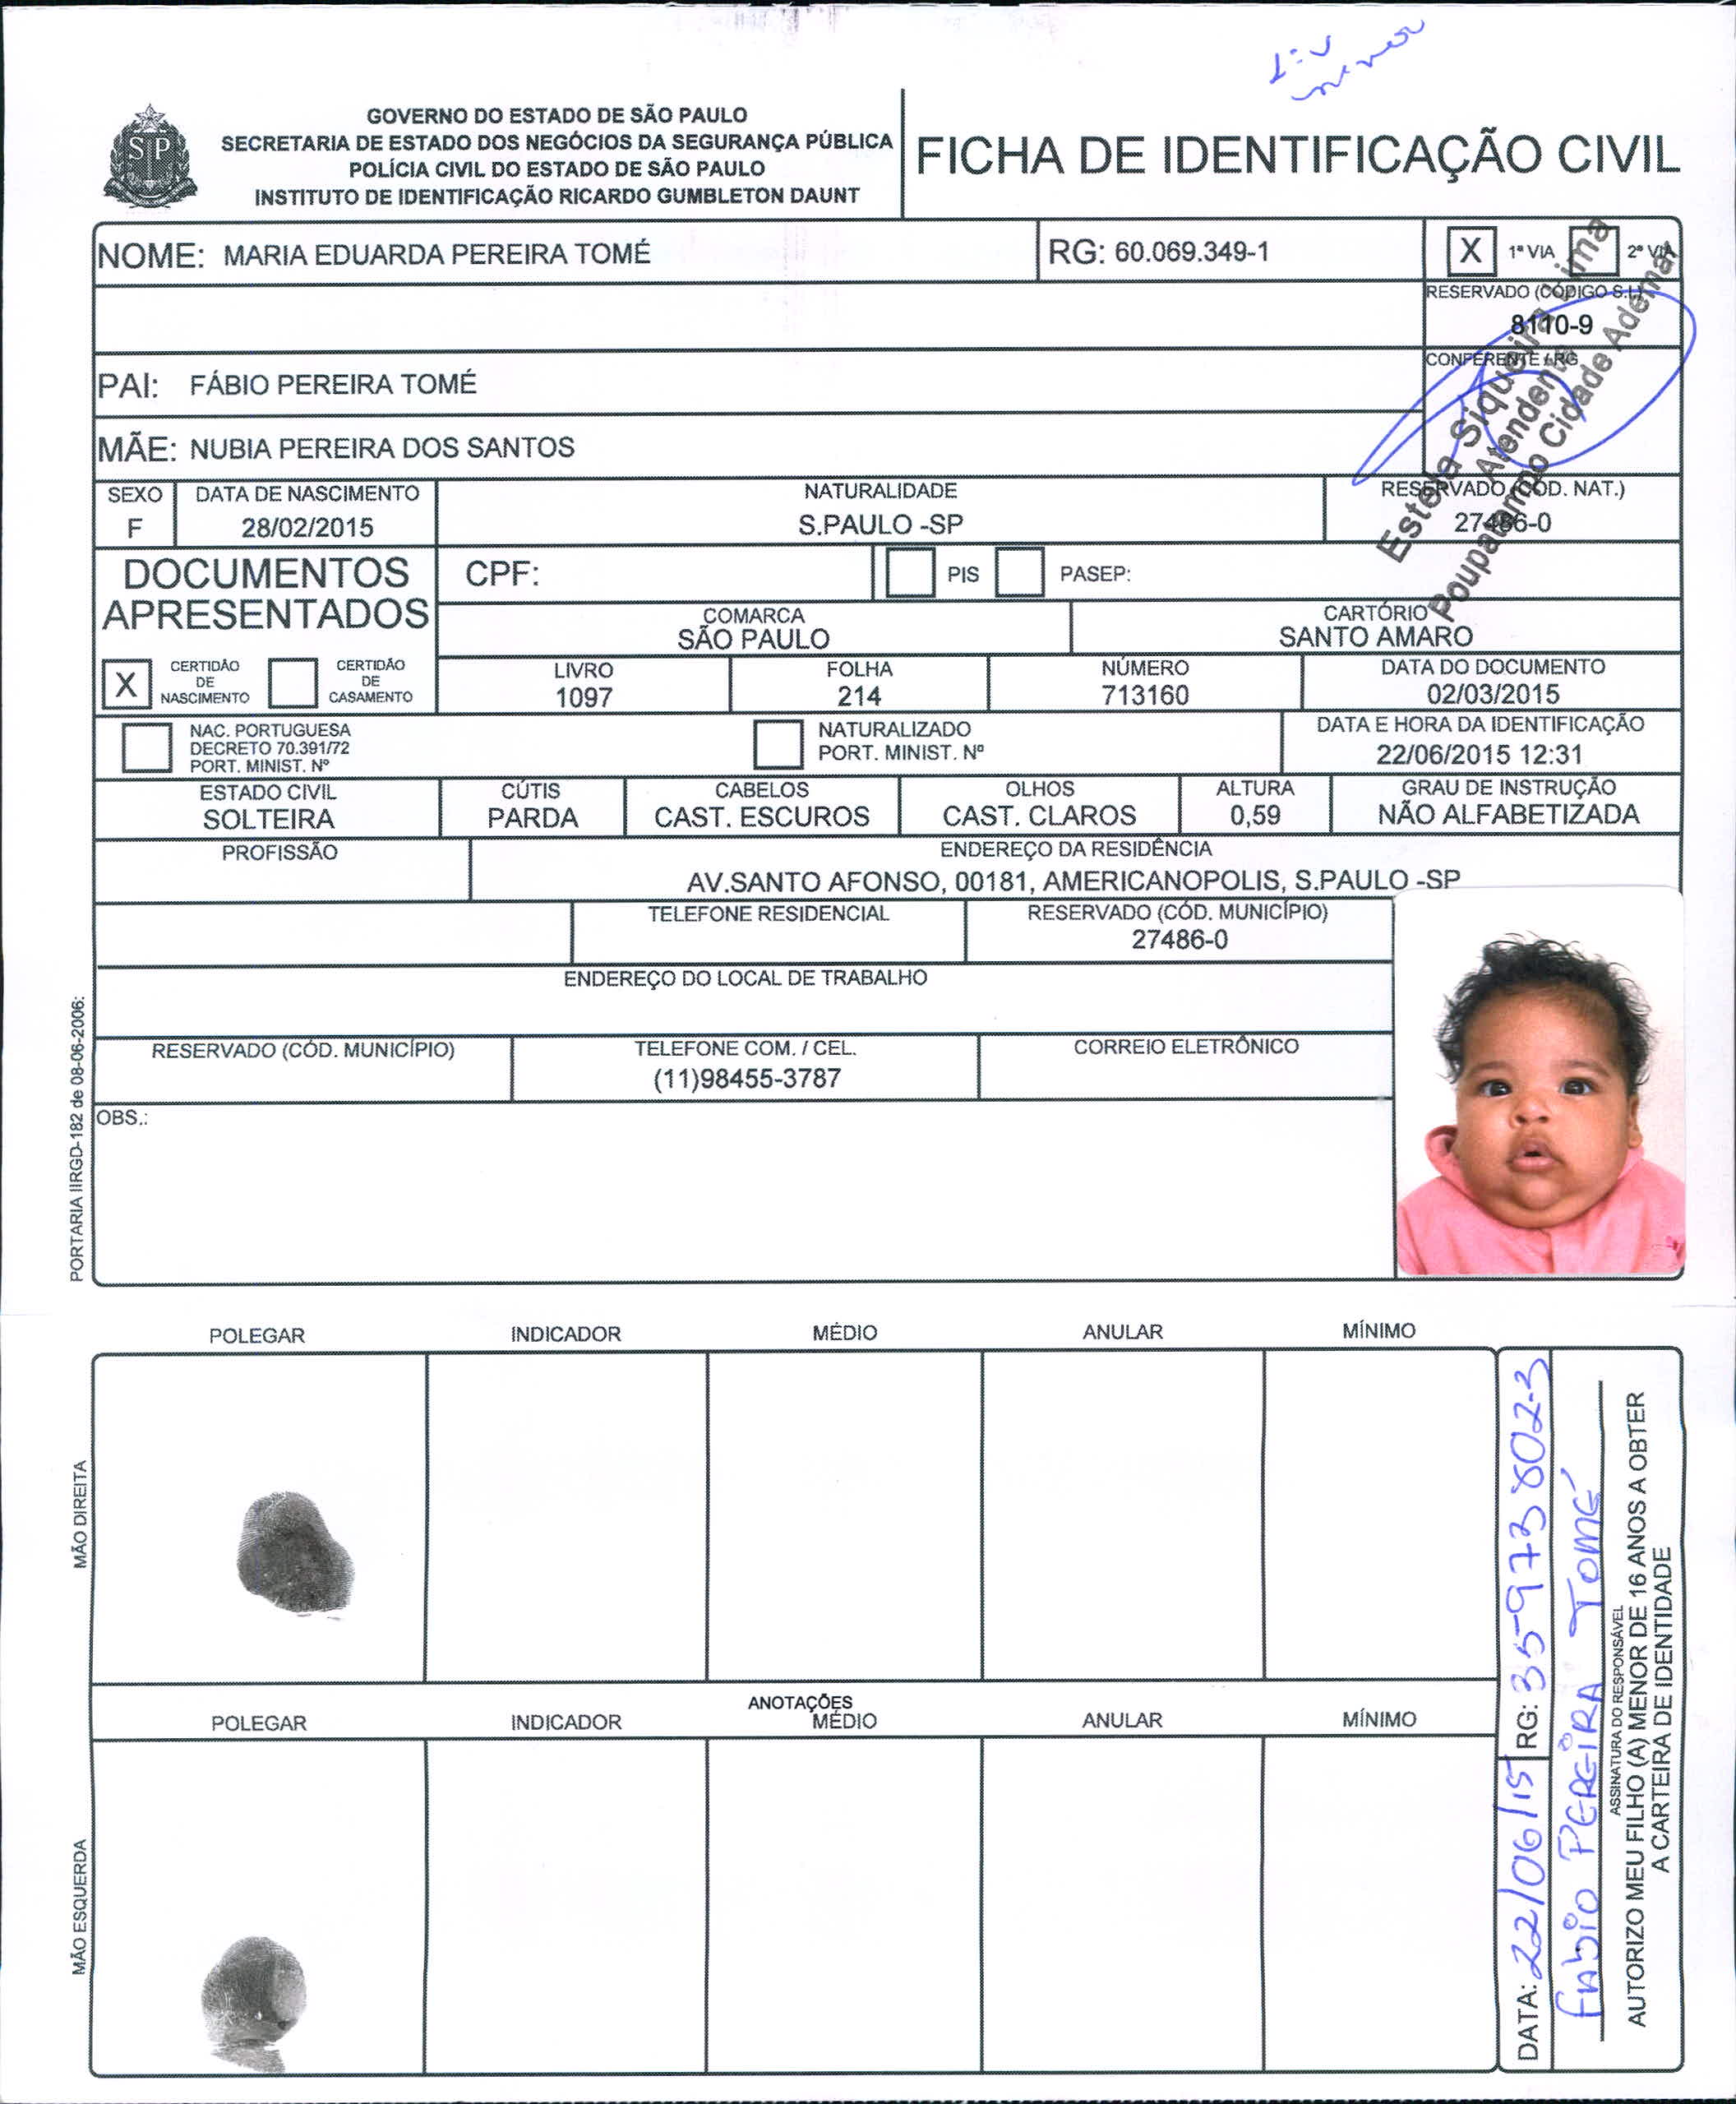 1ª V
GOVERNO DO ESTADO DE SÃO PAULO
SECRETARIA DE ESTADO DOS NEGÓCIOS DA SEGURANÇA PÚBLICA
POLÍCIA CIVIL DO ESTADO DE SÃO PAULO
INSTITUTO DE IDENTIFICAÇÃO RICARDO GUMBLETON DAUNT
SP
FICHA DE IDENTIFICAÇÃO CIVIL
NOME: MARIA EDUARDA PEREIRA TOMÉ
RG: 60.069.349-1
X 1ª VIA 2ª VIA
RESERVADO (CÓDIGO S.I.)
8110-9
PAI: FÁBIO PEREIRA TOMÉ
CONFERENTE / RG
MÃE: NUBIA PEREIRA DOS SANTOS
Estela Siqueira Lima
Atendente
Poupatampo Cidade Ademar
SEXO
F
DATA DE NASCIMENTO
28/02/2015
NATURALIDADE
S.PAULO -SP
RESERVADO (CÓD. NAT.)
27486-0
DOCUMENTOS
APRESENTADOS
CPF:
PIS
PASEP:
COMARCA
SÃO PAULO
CARTÓRIO
SANTO AMARO
X CERTIDÃO
DE
NASCIMENTO
CERTIDÃO
DE
CASAMENTO
LIVRO
1097
FOLHA
214
NÚMERO
713160
DATA DO DOCUMENTO
02/03/2015
NAC. PORTUGUESA
DECRETO 70.391/72
PORT. MINIST. Nº
NATURALIZADO
PORT. MINIST. Nº
DATA E HORA DA IDENTIFICAÇÃO
22/06/2015 12:31
ESTADO CIVIL
SOLTEIRA
CÚTIS
PARDA
CABELOS
CAST. ESCUROS
OLHOS
CAST. CLAROS
ALTURA
0,59
GRAU DE INSTRUÇÃO
NÃO ALFABETIZADA
PROFISSÃO
ENDEREÇO DA RESIDÊNCIA
AV.SANTO AFONSO, 00181, AMERICANOPOLIS, S.PAULO -SP
TELEFONE RESIDENCIAL
RESERVADO (CÓD. MUNICÍPIO)
27486-0
ENDEREÇO DO LOCAL DE TRABALHO
RESERVADO (CÓD. MUNICÍPIO)
TELEFONE COM. / CEL.
(11)98455-3787
CORREIO ELETRÔNICO
OBS.:
PORTARIA IIRGD-182 de 08-06-2006:
POLEGAR INDICADOR MÉDIO ANULAR MÍNIMO
MÃO DIREITA
ANOTAÇÕES
POLEGAR INDICADOR MÉDIO ANULAR MÍNIMO
MÃO ESQUERDA
DATA: 22/06/15 RG: 35973802-3
Fabio PEREiRA TOMÉ
ASSINATURA DO RESPONSÁVEL
AUTORIZO MEU FILHO (A) MENOR DE 16 ANOS A OBTER
A CARTEIRA DE IDENTIDADE